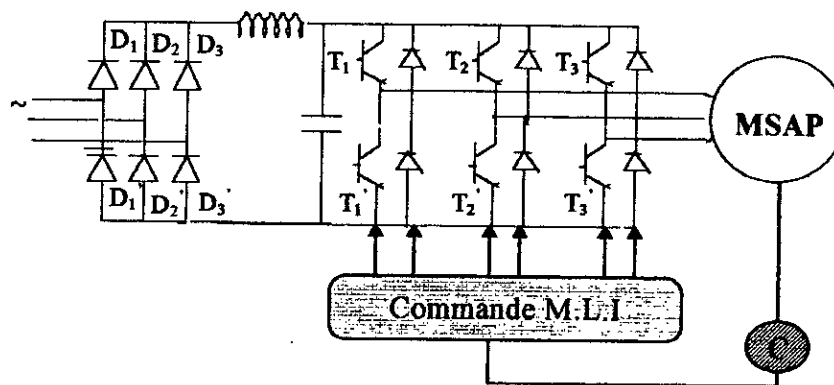 D1 D2 D3
T1 T2 T3
~
MSAP
D1' D2' D3'
T1' T2' T3'
Commande M.L.I
C